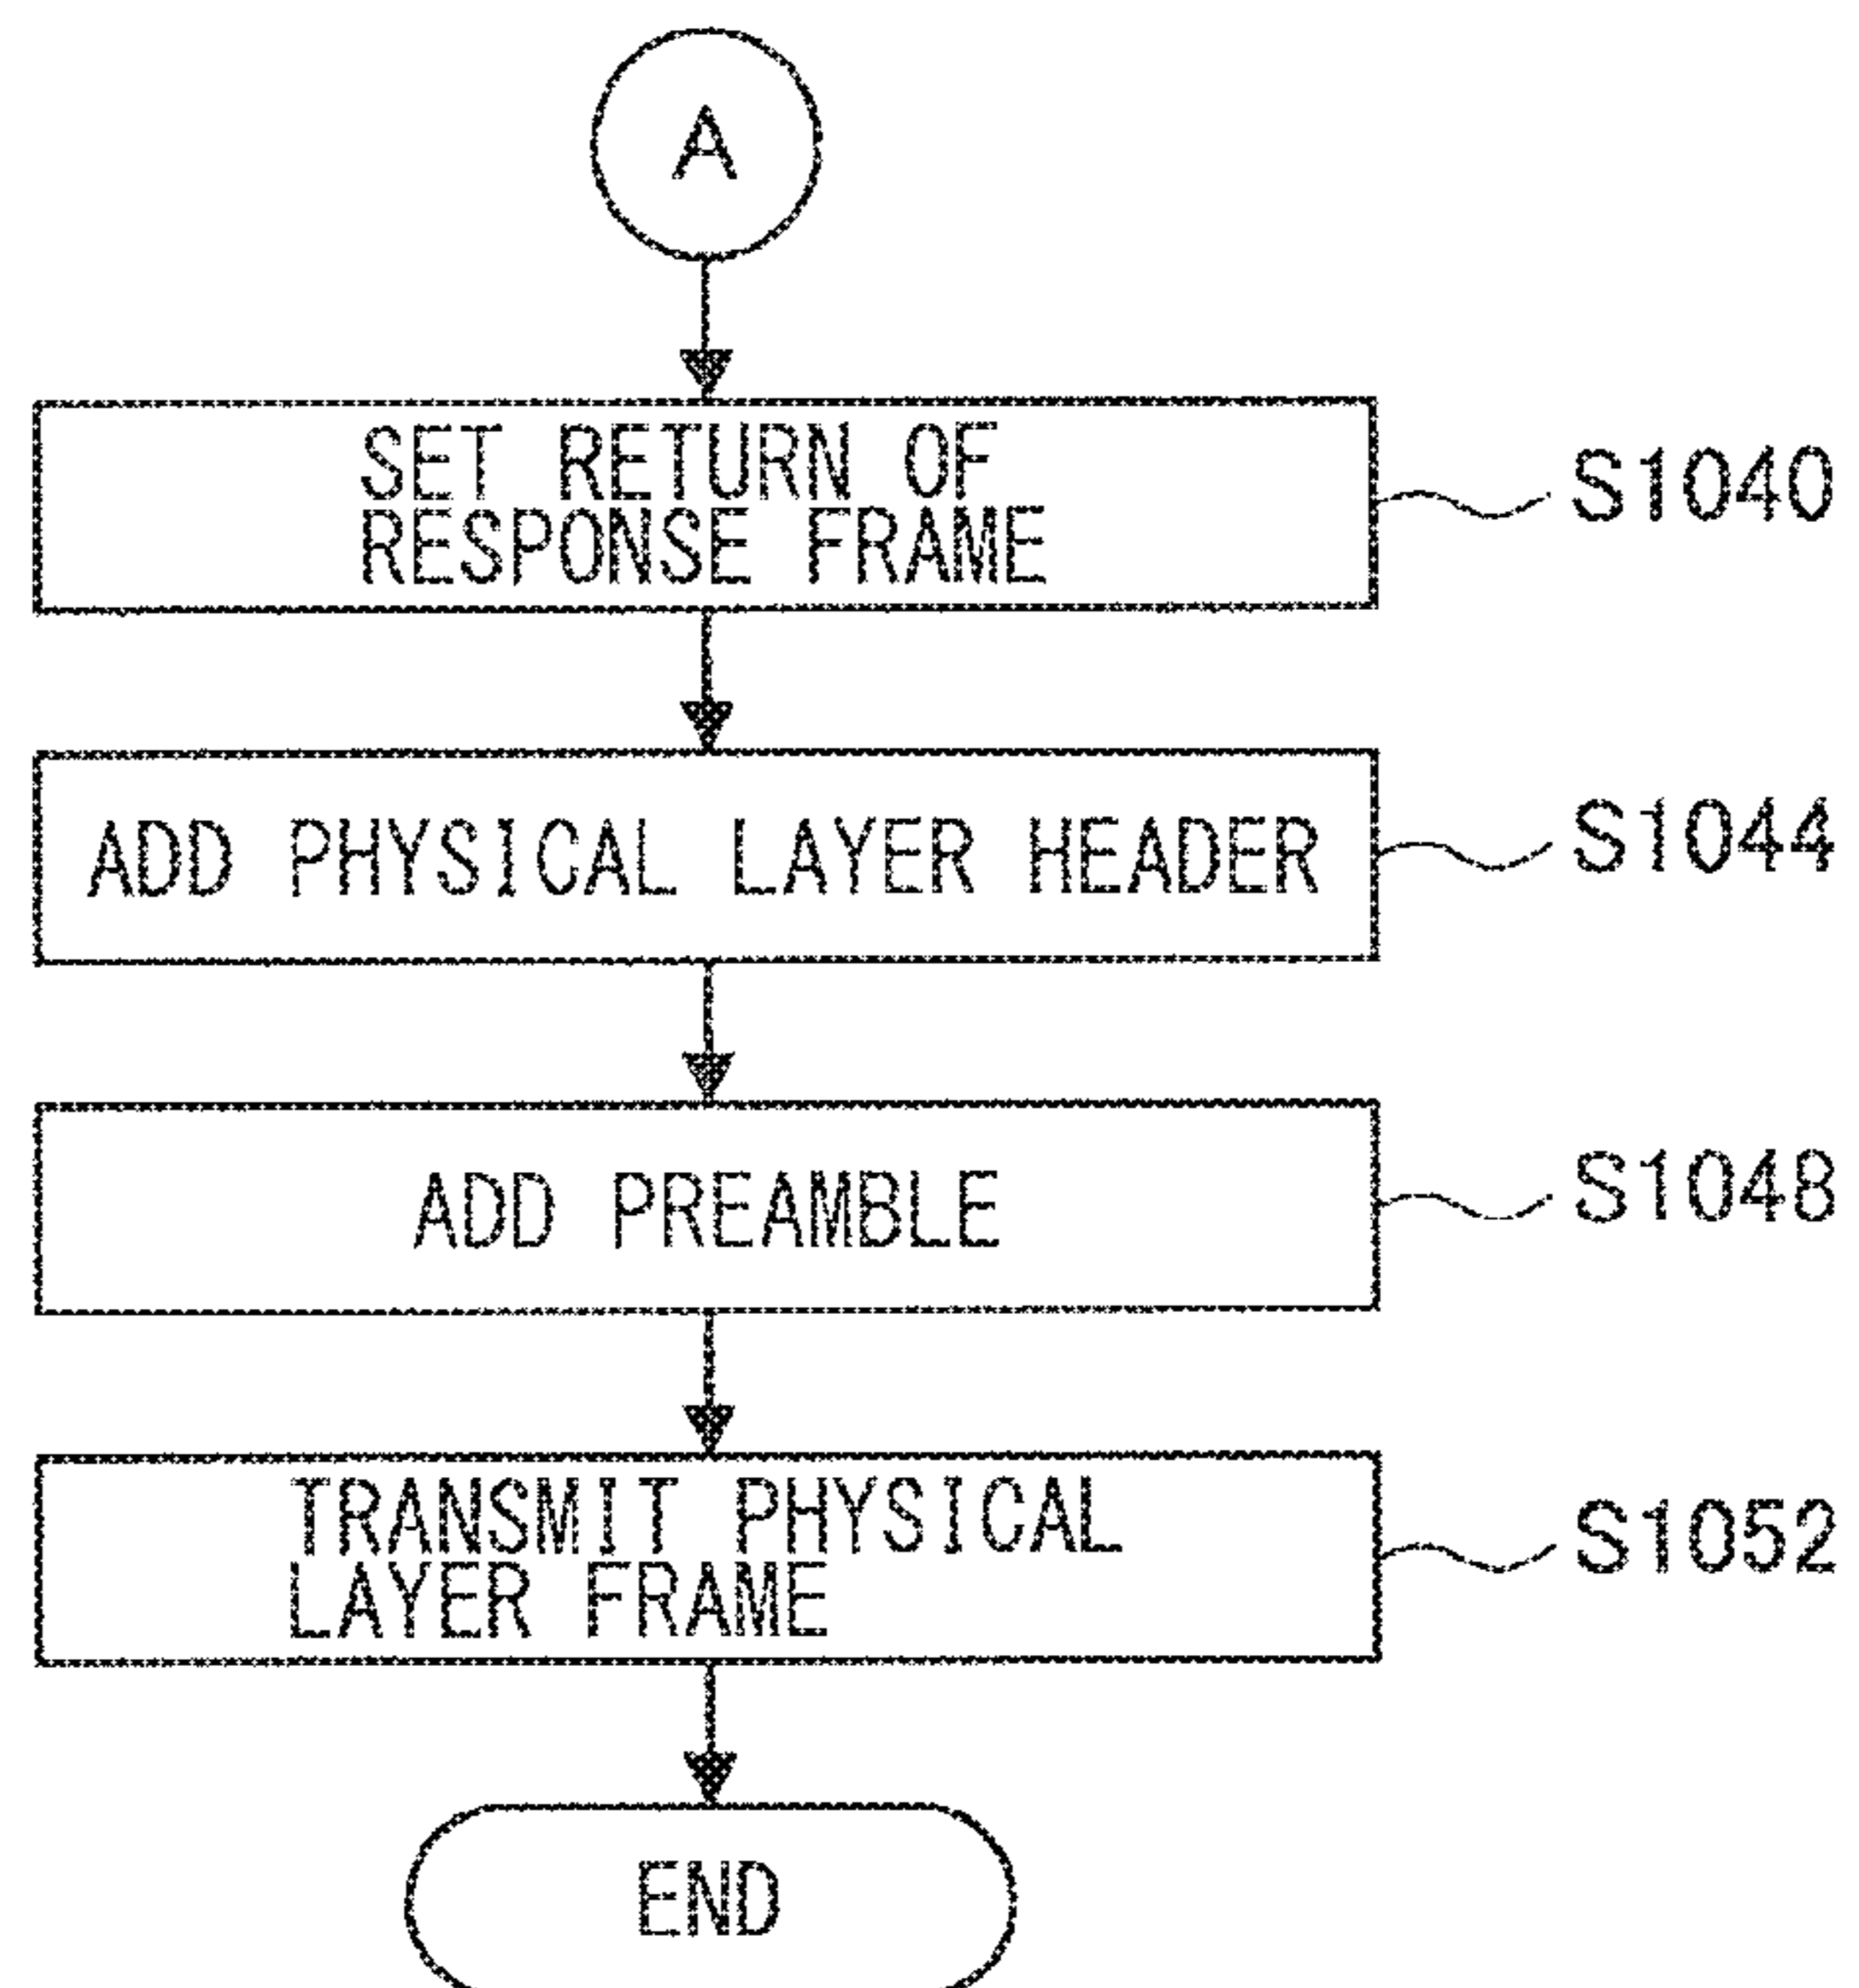 A
SET RETURN OF
RESPONSE FRAME
S1040
ADD PHYSICAL LAYER HEADER
S1044
ADD PREAMBLE
S1048
TRANSMIT PHYSICAL
LAYER FRAME
S1052
END